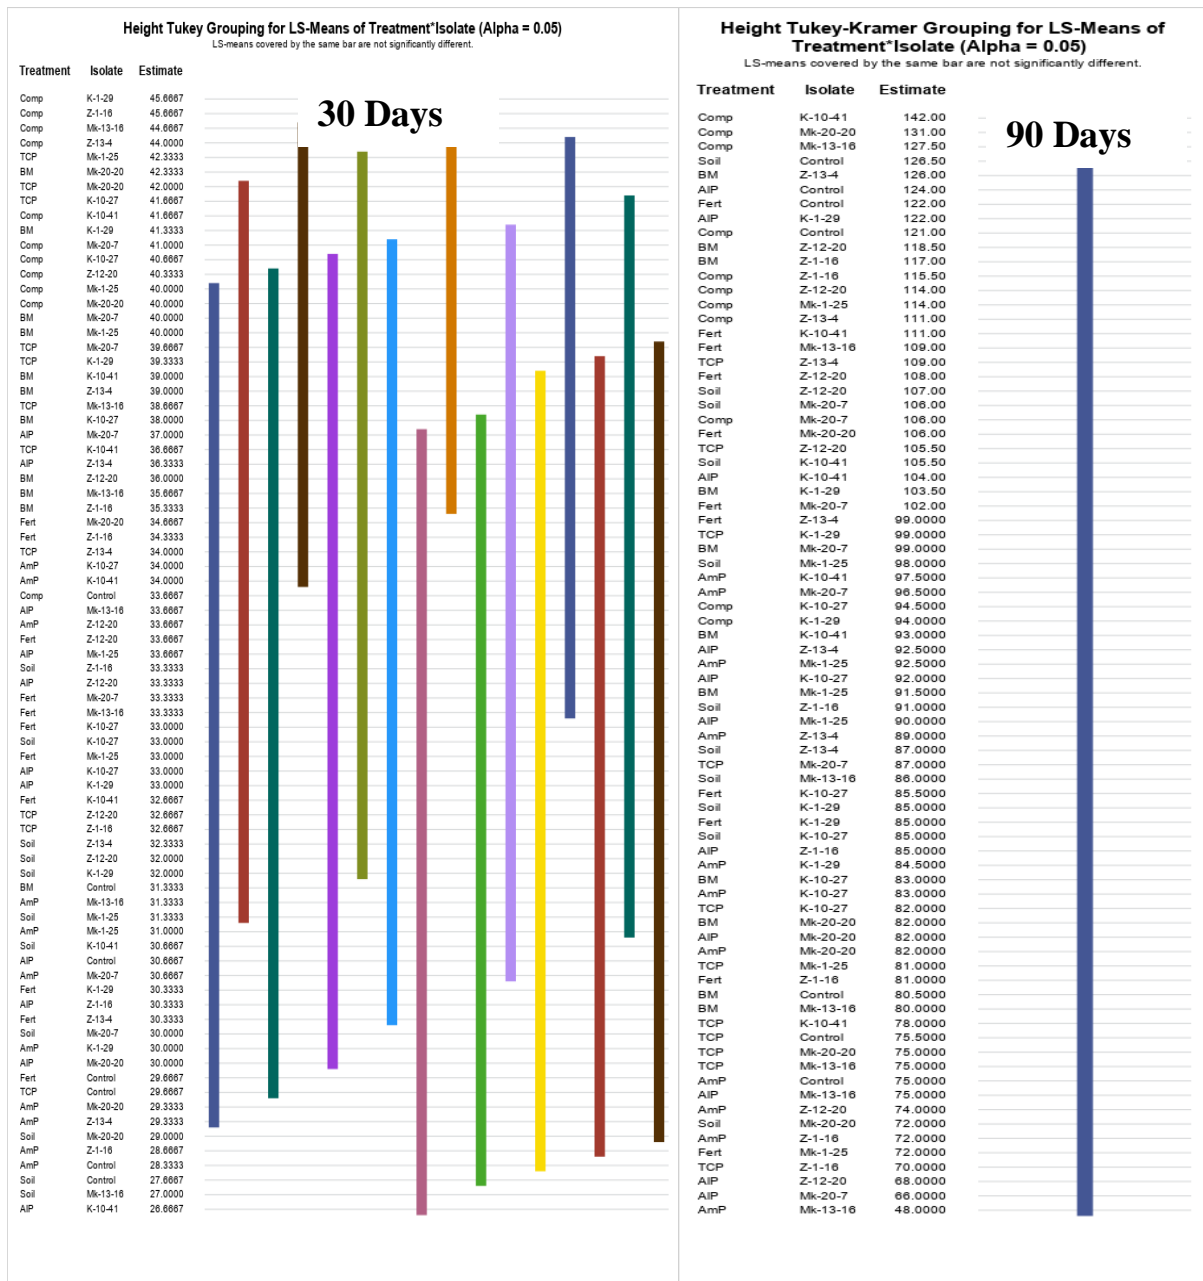 Height Tukey Grouping for LS-Means of Treatment*Isolate (Alpha = 0.05)
LS-means covered by the same bar are not significantly different.
Treatment Isolate Estimate
30 Days
Comp K-1-29 45.6667
Comp Z-1-16 45.6667
Comp Mk-13-16 44.6667
Comp Z-13-4 44.0000
TCP Mk-1-25 42.3333
BM Mk-20-20 42.3333
TCP Mk-20-20 42.0000
TCP K-10-27 41.6667
Comp K-10-41 41.6667
BM K-1-29 41.3333
Comp Mk-20-7 41.0000
Comp K-10-27 40.6667
Comp Z-12-20 40.3333
Comp Mk-1-25 40.0000
Comp Mk-20-20 40.0000
BM Mk-20-7 40.0000
BM Mk-1-25 40.0000
TCP Mk-20-7 39.6667
TCP K-1-29 39.3333
BM K-10-41 39.0000
BM Z-13-4 39.0000
TCP Mk-13-16 38.6667
BM K-10-27 38.0000
AlP Mk-20-7 37.0000
TCP K-10-41 36.6667
AlP Z-13-4 36.3333
BM Z-12-20 36.0000
BM Mk-13-16 35.6667
BM Z-1-16 35.3333
Fert Mk-20-20 34.6667
Fert Z-1-16 34.3333
TCP Z-13-4 34.0000
AmP K-10-27 34.0000
AmP K-10-41 34.0000
Comp Control 33.6667
AlP Mk-13-16 33.6667
AmP Z-12-20 33.6667
Fert Z-12-20 33.6667
AlP Mk-1-25 33.6667
Soil Z-1-16 33.3333
AlP Z-12-20 33.3333
Fert Mk-20-7 33.3333
Fert Mk-13-16 33.3333
Fert K-10-27 33.0000
Soil K-10-27 33.0000
Fert Mk-1-25 33.0000
AlP K-10-27 33.0000
AlP K-1-29 33.0000
Fert K-10-41 32.6667
TCP Z-12-20 32.6667
TCP Z-1-16 32.6667
Soil Z-13-4 32.3333
Soil Z-12-20 32.0000
Soil K-1-29 32.0000
BM Control 31.3333
AmP Mk-13-16 31.3333
Soil Mk-1-25 31.3333
AmP Mk-1-25 31.0000
Soil K-10-41 30.6667
AlP Control 30.6667
AmP Mk-20-7 30.6667
Fert K-1-29 30.3333
AlP Z-1-16 30.3333
Fert Z-13-4 30.3333
Soil Mk-20-7 30.0000
AmP K-1-29 30.0000
AlP Mk-20-20 30.0000
Fert Control 29.6667
TCP Control 29.6667
AmP Mk-20-20 29.3333
AmP Z-13-4 29.3333
Soil Mk-20-20 29.0000
AmP Z-1-16 28.6667
AmP Control 28.3333
Soil Control 27.6667
Soil Mk-13-16 27.0000
AlP K-10-41 26.6667
Height Tukey-Kramer Grouping for LS-Means of
Treatment*Isolate (Alpha = 0.05)
LS-means covered by the same bar are not significantly different.
Treatment Isolate Estimate
90 Days
Comp K-10-41 142.00
Comp Mk-20-20 131.00
Comp Mk-13-16 127.50
Soil Control 126.50
BM Z-13-4 126.00
AlP Control 124.00
Fert Control 122.00
AlP K-1-29 122.00
Comp Control 121.00
BM Z-12-20 118.50
BM Z-1-16 117.00
Comp Z-1-16 115.50
Comp Z-12-20 114.00
Comp Mk-1-25 114.00
Comp Z-13-4 111.00
Fert K-10-41 111.00
Fert Mk-13-16 109.00
TCP Z-13-4 109.00
Fert Z-12-20 108.00
Soil Z-12-20 107.00
Soil Mk-20-7 106.00
Comp Mk-20-7 106.00
Fert Mk-20-20 106.00
TCP Z-12-20 105.50
Soil K-10-41 105.50
AlP K-10-41 104.00
BM K-1-29 103.50
Fert Mk-20-7 102.00
Fert Z-13-4 99.0000
TCP K-1-29 99.0000
BM Mk-20-7 99.0000
Soil Mk-1-25 98.0000
AmP K-10-41 97.5000
AmP Mk-20-7 96.5000
Comp K-10-27 94.5000
Comp K-1-29 94.0000
BM K-10-41 93.0000
AlP Z-13-4 92.5000
AmP Mk-1-25 92.5000
AlP K-10-27 92.0000
BM Mk-1-25 91.5000
Soil Z-1-16 91.0000
AlP Mk-1-25 90.0000
AmP Z-13-4 89.0000
Soil Z-13-4 87.0000
TCP Mk-20-7 87.0000
Soil Mk-13-16 86.0000
Fert K-10-27 85.5000
Soil K-1-29 85.0000
Fert K-1-29 85.0000
Soil K-10-27 85.0000
AlP Z-1-16 85.0000
AmP K-1-29 84.5000
BM K-10-27 83.0000
AmP K-10-27 83.0000
TCP K-10-27 82.0000
BM Mk-20-20 82.0000
AlP Mk-20-20 82.0000
AmP Mk-20-20 82.0000
TCP Mk-1-25 81.0000
Fert Z-1-16 81.0000
BM Control 80.5000
BM Mk-13-16 80.0000
TCP K-10-41 78.0000
TCP Control 75.5000
TCP Mk-20-20 75.0000
TCP Mk-13-16 75.0000
AmP Control 75.0000
AlP Mk-13-16 75.0000
AmP Z-12-20 74.0000
Soil Mk-20-20 72.0000
AmP Z-1-16 72.0000
Fert Mk-1-25 72.0000
TCP Z-1-16 70.0000
AlP Z-12-20 68.0000
AlP Mk-20-7 66.0000
AmP Mk-13-16 48.0000